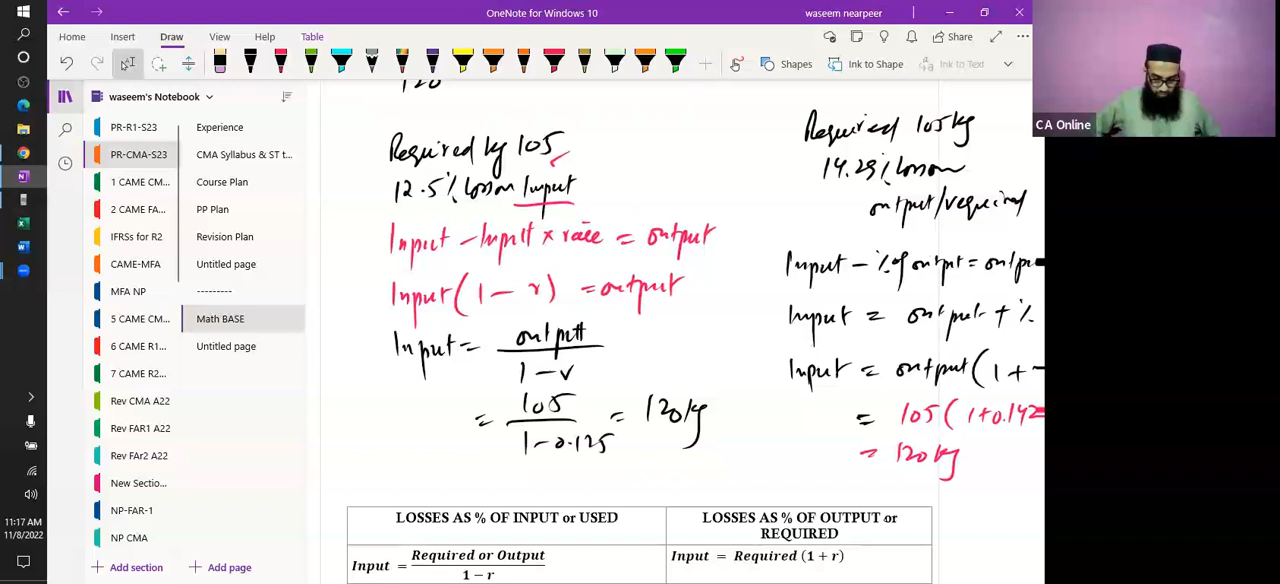 OneNote for Windows 10
waseem nearpeer
Home
Insert
Draw
View
Help
Table
Share
Shapes
Ink to Shape
Ink to Text
waseem's Notebook
PR-R1-S23
PR-CMA-S23
1 CAME CM...
2 CAME FA...
IFRSs for R2
CAME-MFA
MFA NP
5 CAME CM...
6 CAME R1...
7 CAME R2...
Rev CMA A22
Rev FAR1 A22
Rev FAr2 A22
New Sectio...
NP-FAR-1
NP CMA
Add section
Experience
CMA Syllabus & ST t...
Course Plan
PP Plan
Revision Plan
Untitled page
---------
Math BASE
Untitled page
Add page
11:17 AM
11/8/2022
120
Required kg 105
12.5% loss on Input
Input - Input × rate = output
Input (1 - r) = output
Input = output
1 - r
= 105 = 120kg
1-0.125
Required 105kg
14.29% loss on
output/required
Input - % of output = outpu
Input = output + %
Input = output (1 +
= 105 (1+0.142
= 120kg
LOSSES AS % OF INPUT or USED
Input = Required or Output
1 − r
LOSSES AS % OF OUTPUT or
REQUIRED
Input = Required (1 + r)
CA Online